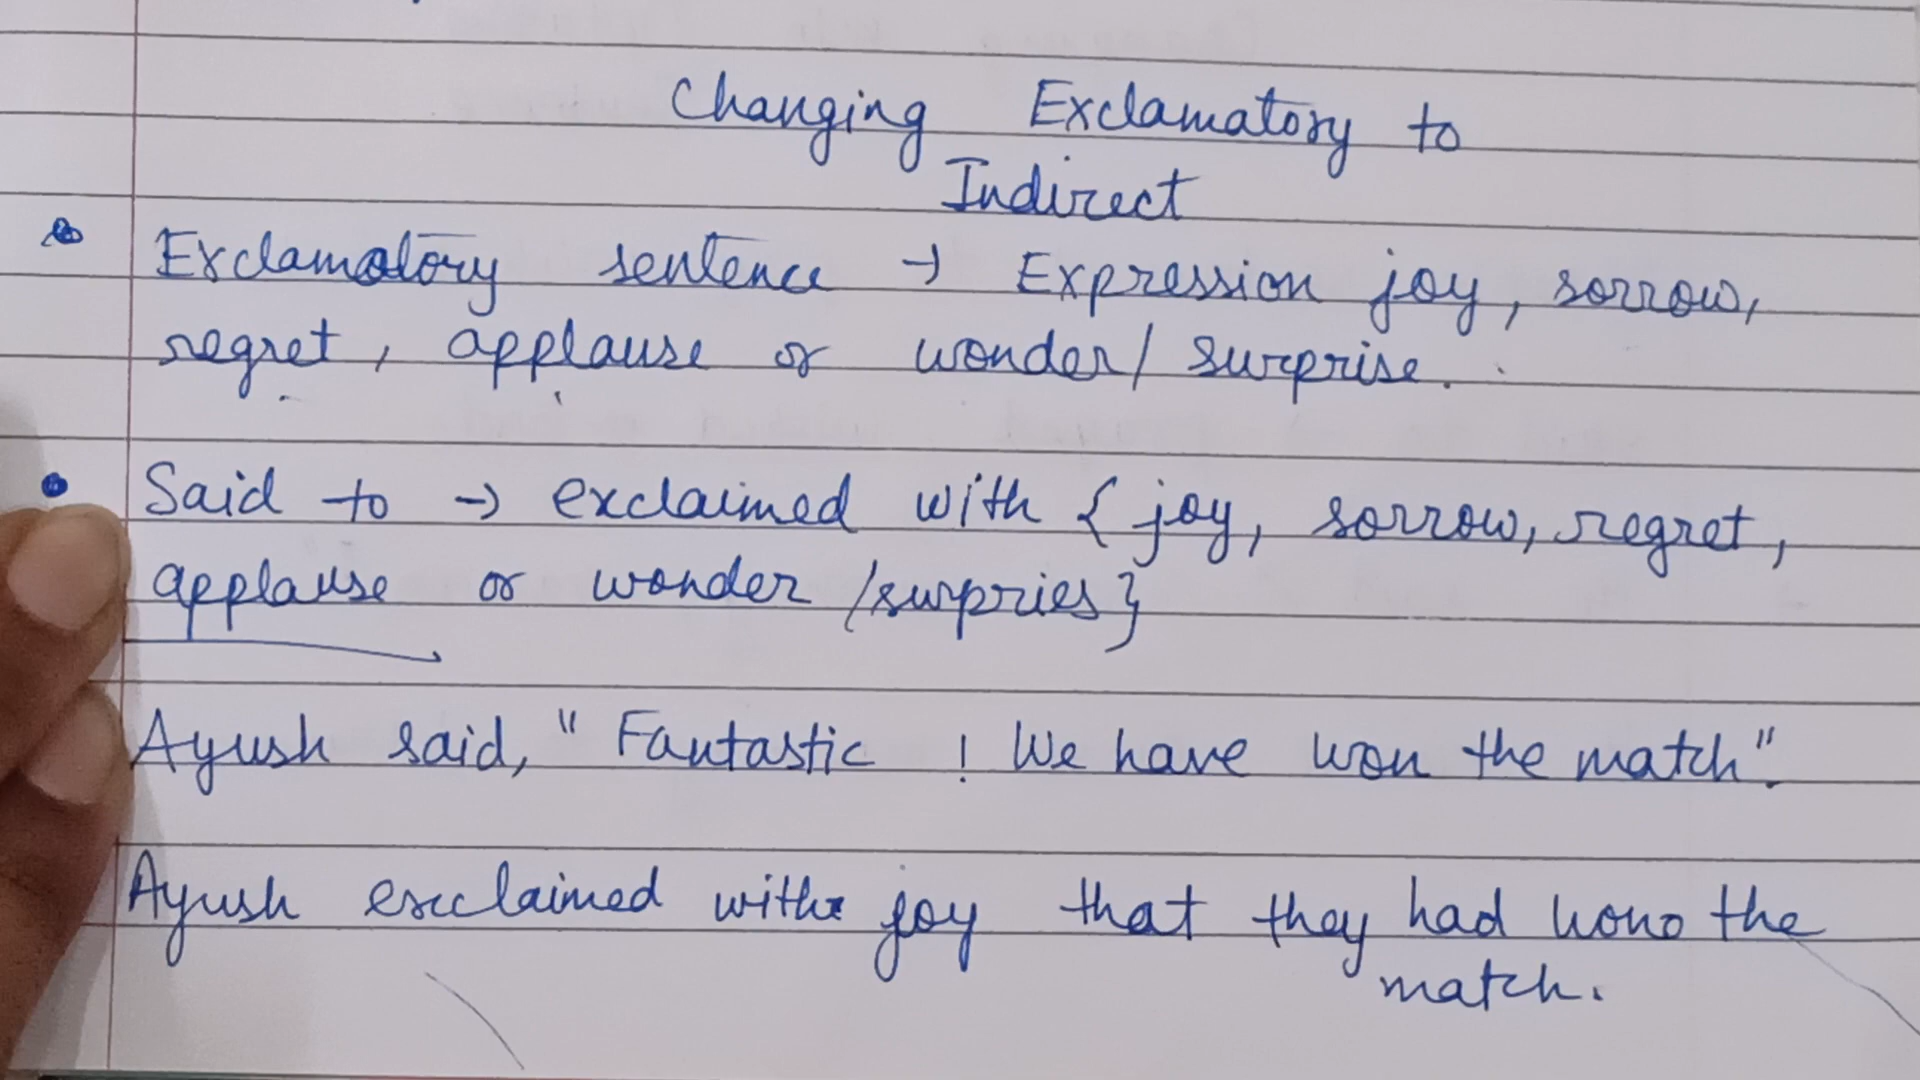 Changing Exclamatory to
Indirect
Exclamatory sentence → Expression joy, sorrow,
regret, applause or wonder/ surprise.
• Said to → exclaimed with { joy, sorrow, regret,
applause or wonder /surpries}
Ayush said, " Fantastic ! We have won the match".
Ayush exclaimed with joy that they had won the
match.